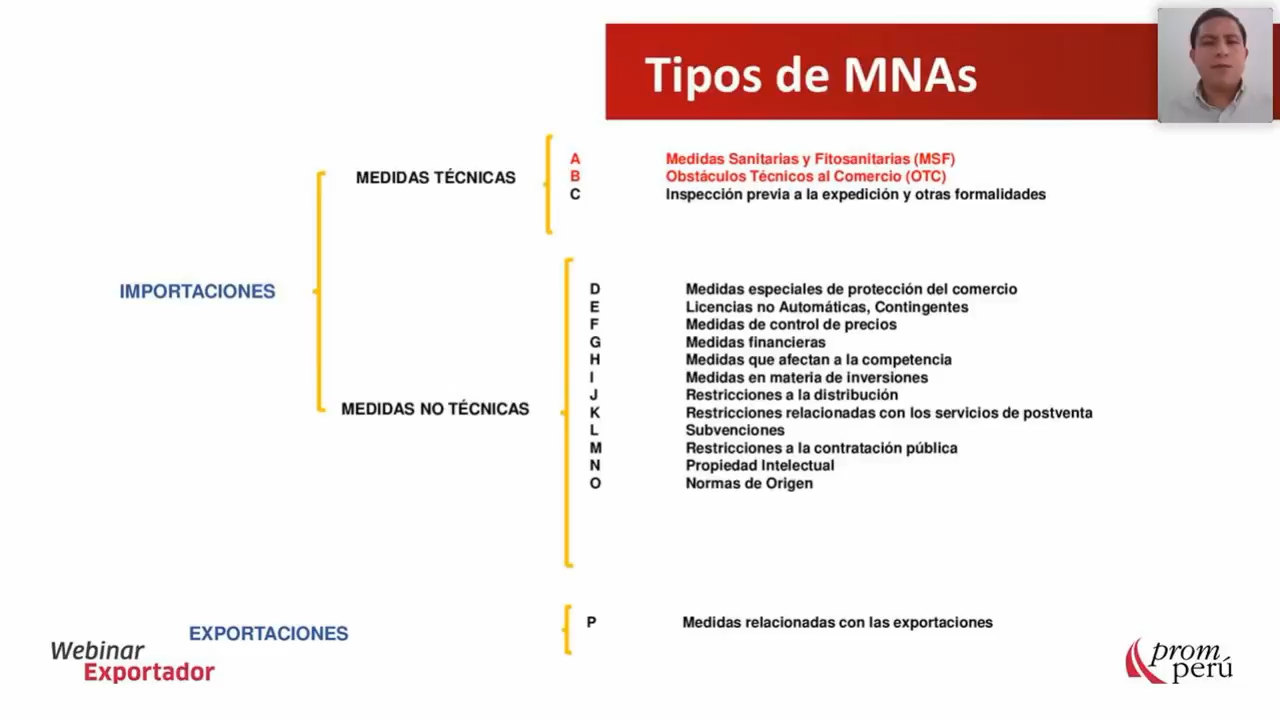 Tipos de MNAs
IMPORTACIONES
MEDIDAS TÉCNICAS
A Medidas Sanitarias y Fitosanitarias (MSF)
B Obstáculos Técnicos al Comercio (OTC)
C Inspección previa a la expedición y otras formalidades
MEDIDAS NO TÉCNICAS
D Medidas especiales de protección del comercio
E Licencias no Automáticas, Contingentes
F Medidas de control de precios
G Medidas financieras
H Medidas que afectan a la competencia
I Medidas en materia de inversiones
J Restricciones a la distribución
K Restricciones relacionadas con los servicios de postventa
L Subvenciones
M Restricciones a la contratación pública
N Propiedad Intelectual
O Normas de Origen
EXPORTACIONES
P Medidas relacionadas con las exportaciones
Webinar
Exportador
prom
perú